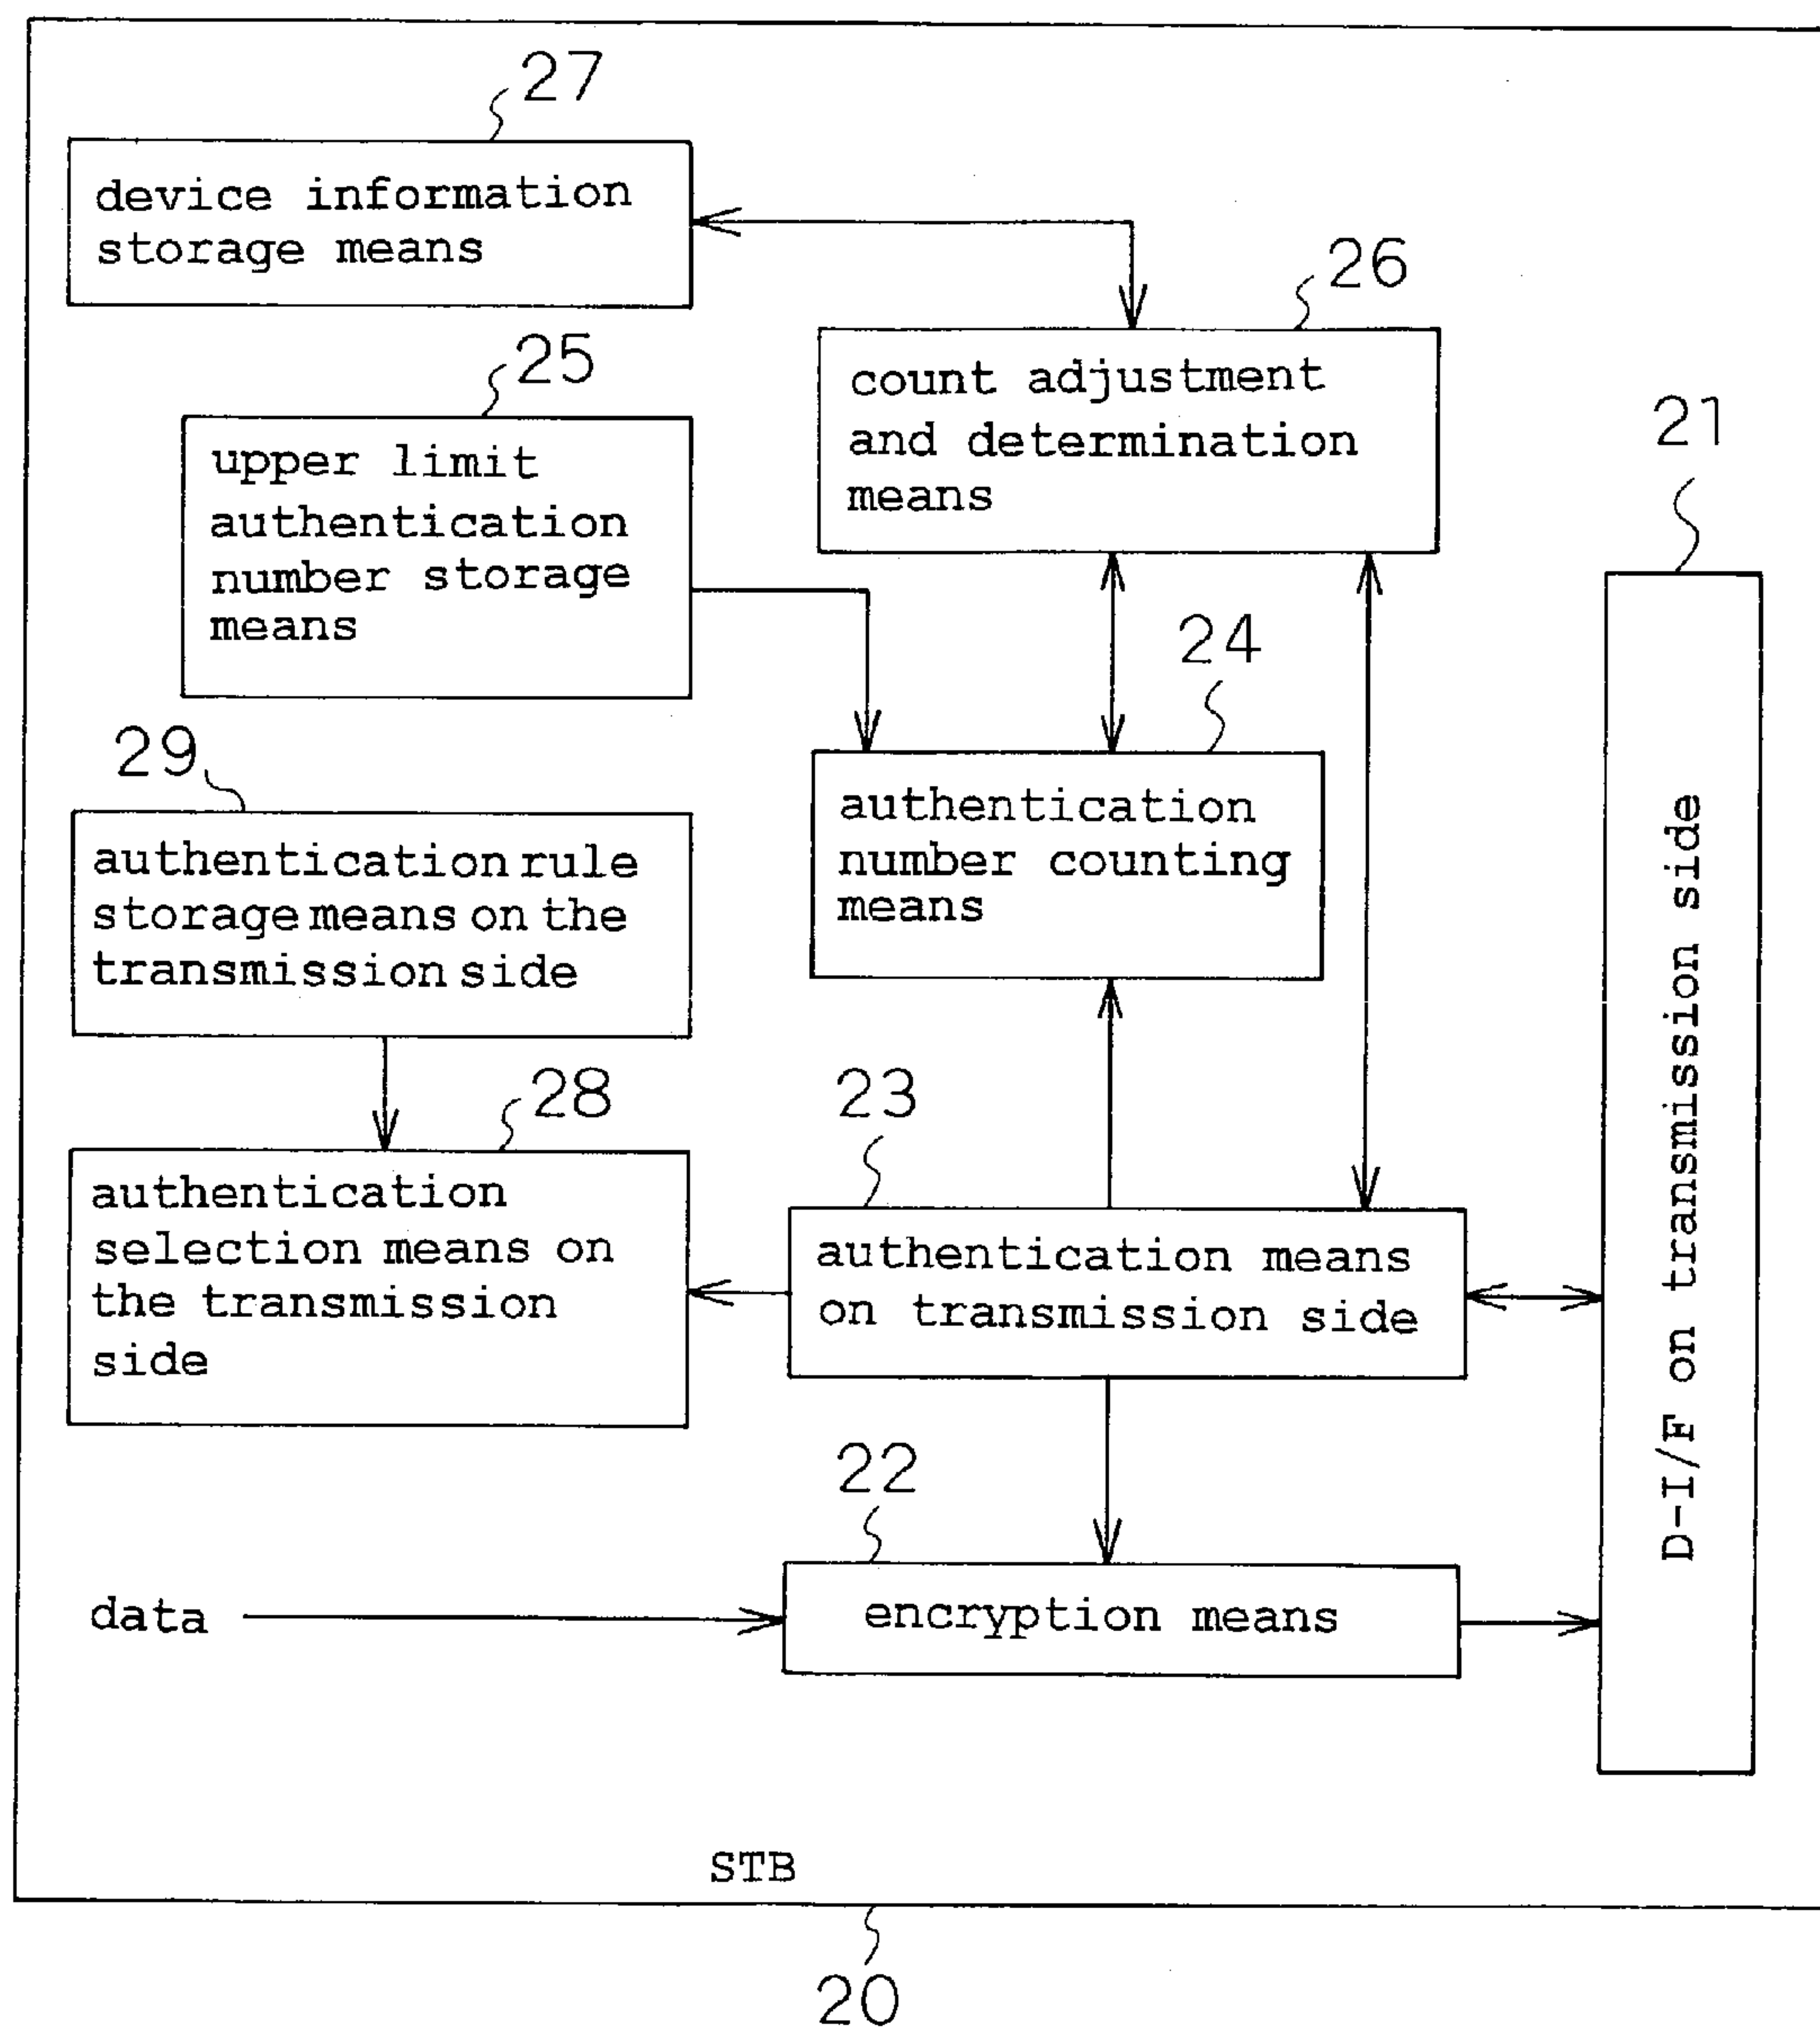 27
device information
storage means
26
count adjustment
and determination
means
25
upper limit
authentication
number storage
means
21
D-I/F on transmission side
24
authentication
number counting
means
29
authentication rule
storage means on the
transmission side
28
authentication
selection means on
the transmission
side
23
authentication means
on transmission side
22
encryption means
data
STB
20